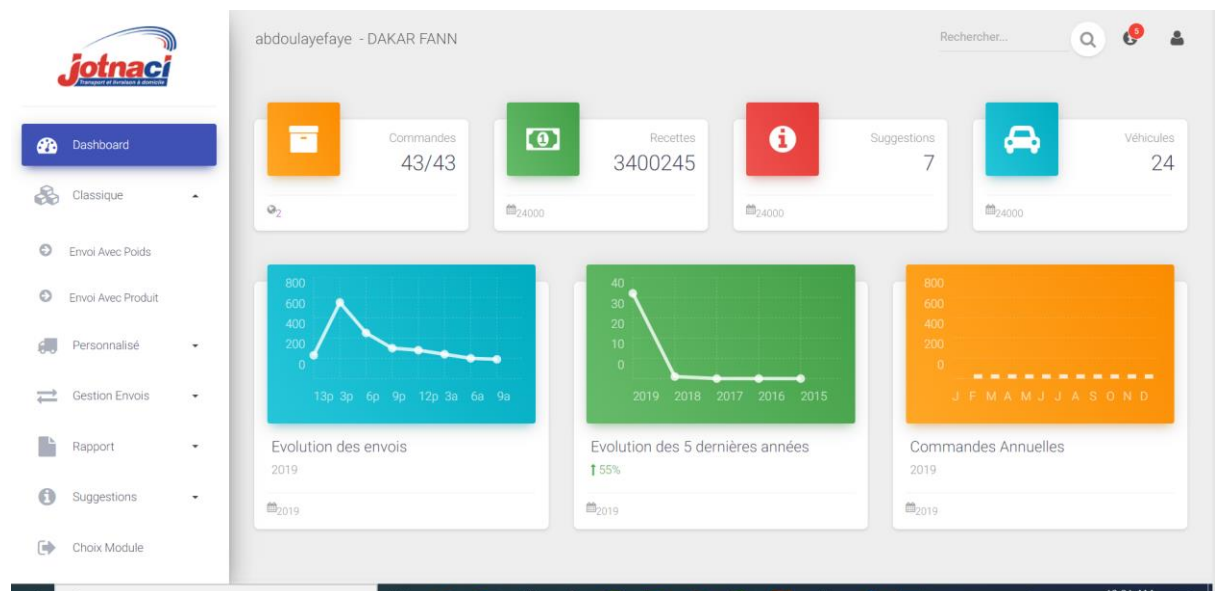 jotnaci
Transport et livraison à domicile
Dashboard
Classique
Envoi Avec Poids
Envoi Avec Produit
Personnalisé
Gestion Envois
Rapport
Suggestions
Choix Module
abdoulayefaye - DAKAR FANN
Rechercher...
5
Commandes
43/43
2
Recettes
3400245
24000
Suggestions
7
24000
Véhicules
24
24000
800
600
400
200
0
13p 3p 6p 9p 12p 3a 6a 9a
Evolution des envois
2019
2019
40
30
20
10
0
2019 2018 2017 2016 2015
Evolution des 5 dernières années
55%
2019
800
600
400
200
0
J F M A M J J A S O N D
Commandes Annuelles
2019
2019